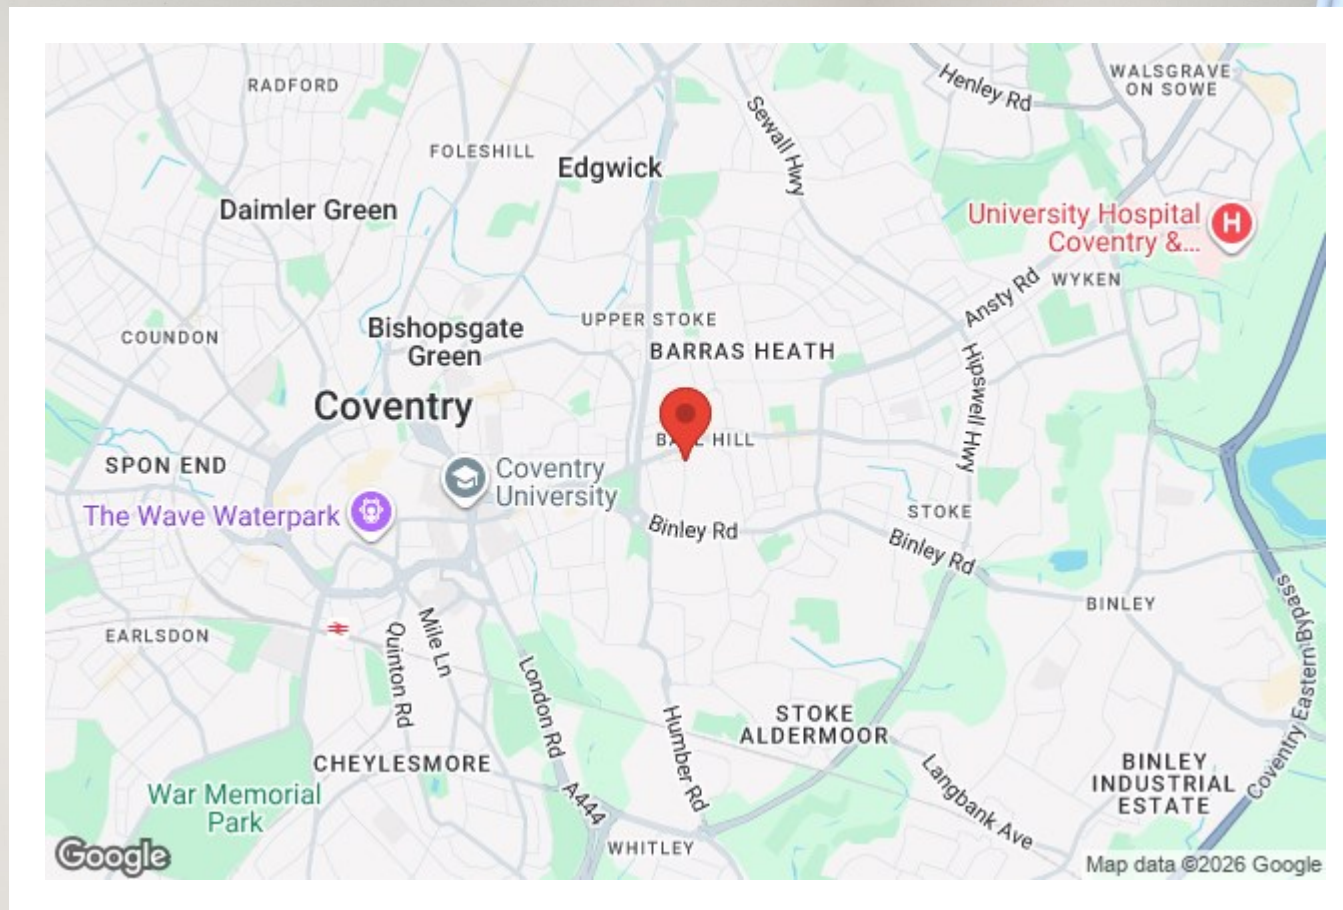 RADFORD
Henley Rd
WALSGRAVE
ON SOWE
Sewall Hwy
FOLESHILL
Edgwick
Daimler Green
University Hospital
Coventry &...
H
WYKEN
Ansty Rd
UPPER STOKE
Bishopsgate
Green
COUNDON
BARRAS HEATH
Hipswell Hwy
Coventry
HILL
SPON END
Coventry
University
The Wave Waterpark
STOKE
Binley Rd
Binley Rd
BINLEY
EARLSDON
Mile Ln
Quinton Rd
London Rd
Humber Rd
Coventry Eastern Bypass
STOKE
ALDERMOOR
CHEYLESMORE
Langbank Ave
BINLEY
INDUSTRIAL
ESTATE
War Memorial
Park
A444
WHITLEY
Google
Map data ©2026 Google